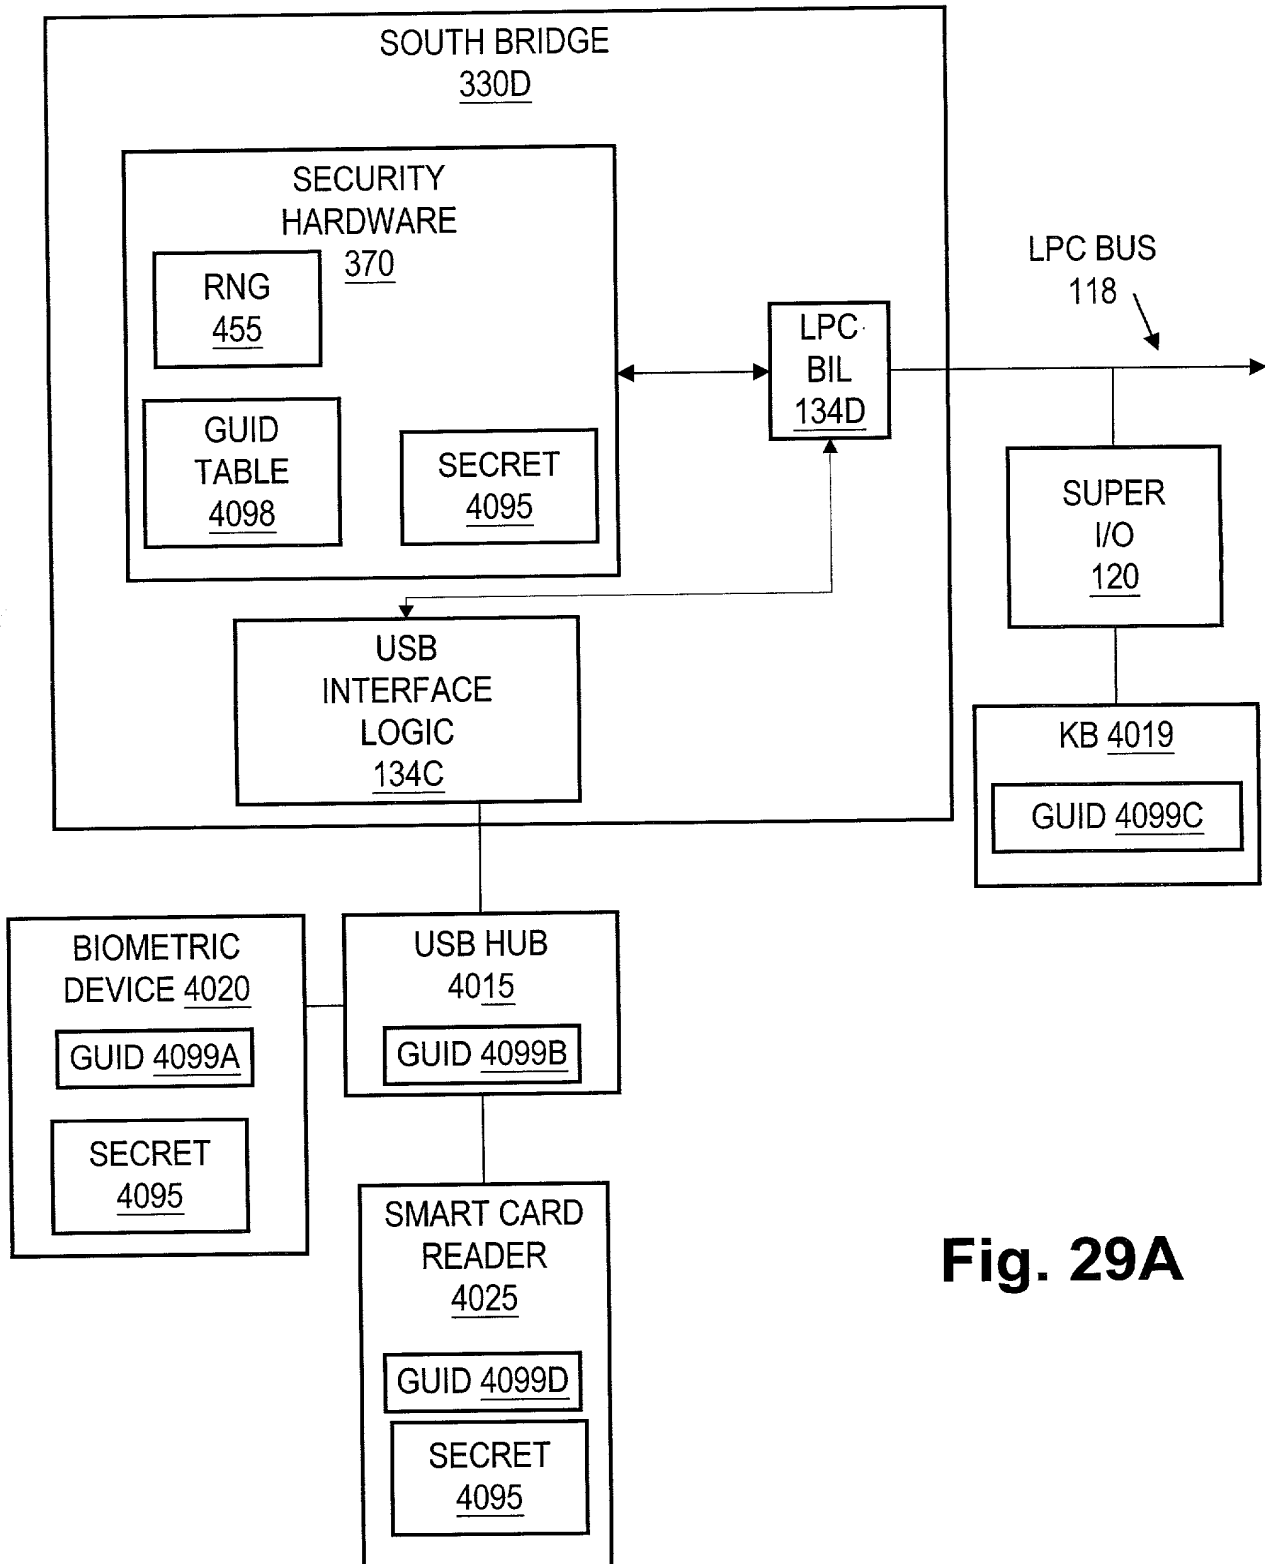 SOUTH BRIDGE
330D
SECURITY
HARDWARE
370
RNG
455
GUID
TABLE
4098
SECRET
4095
LPC
BIL
134D
LPC BUS
118
SUPER
I/O
120
KB 4019
GUID 4099C
USB
INTERFACE
LOGIC
134C
BIOMETRIC
DEVICE 4020
GUID 4099A
SECRET
4095
USB HUB
4015
GUID 4099B
SMART CARD
READER
4025
GUID 4099D
SECRET
4095
Fig. 29A